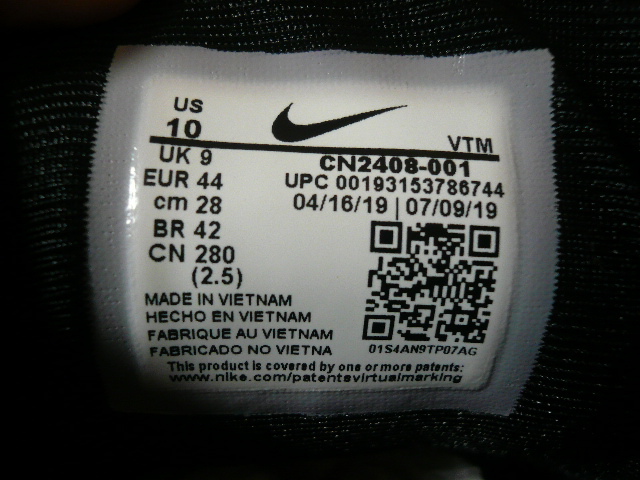 US
10
UK 9
EUR 44
cm 28
BR 42
CN 280
(2.5)
VTM
CN2408-001
UPC 00193153786744
04/16/19 | 07/09/19
01S4AN9TP07AG
MADE IN VIETNAM
HECHO EN VIETNAM
FABRIQUE AU VIETNAM
FABRICADO NO VIETNA
This product is covered by one or more patents:
www.nike.com/patentsvirtualmarking